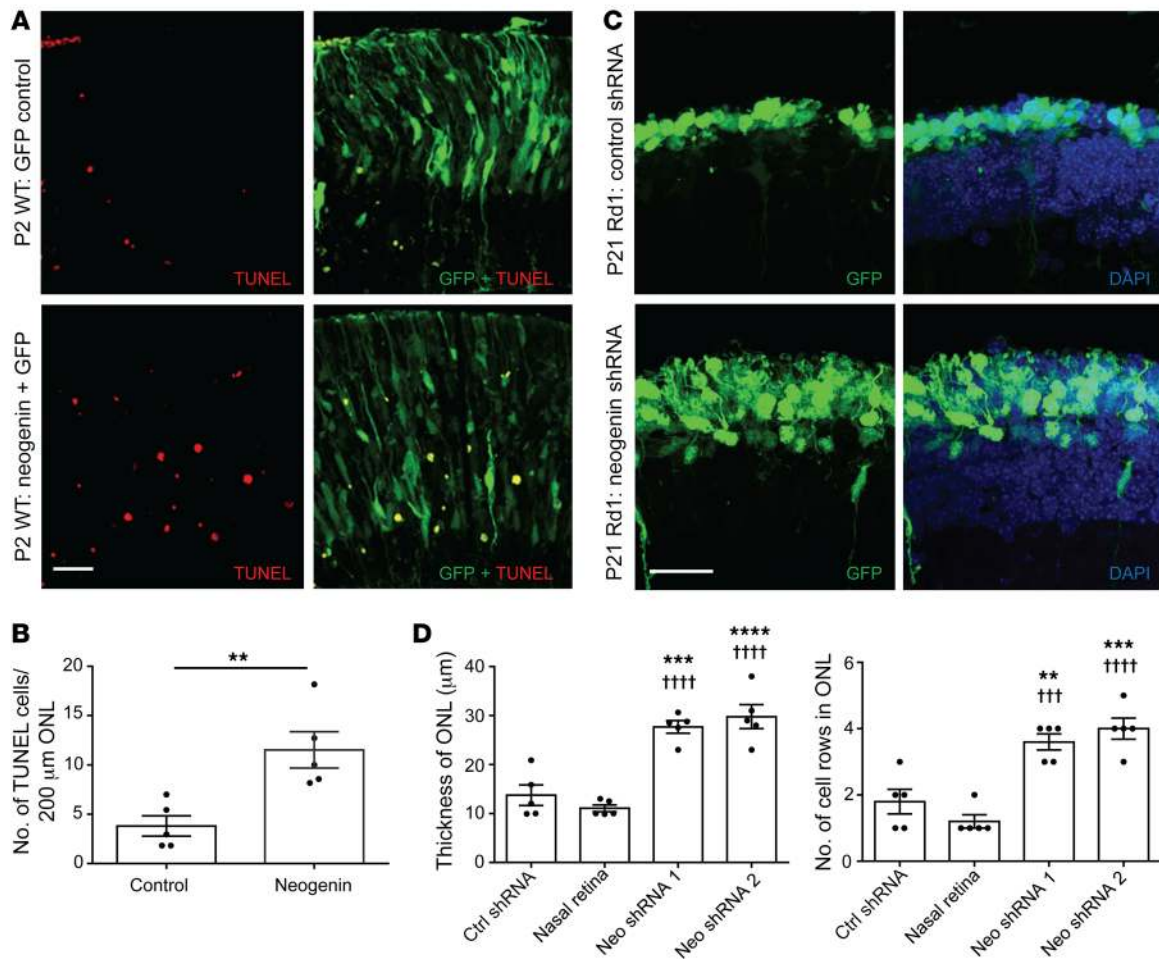 A
P2 WT: GFP control
TUNEL
GFP + TUNEL
P2 WT: neogenin + GFP
TUNEL
GFP + TUNEL
C
P21 Rd1: control shRNA
GFP
DAPI
P21 Rd1: neogenin shRNA
GFP
DAPI
B
No. of TUNEL cells/
200 μm ONL
20
15
10
5
0
**
Control
Neogenin
D
Thickness of ONL (μm)
40
30
20
10
0
***
††††
****
††††
Ctrl shRNA
Nasal retina
Neo shRNA 1
Neo shRNA 2
No. of cell rows in ONL
6
4
2
0
**
†††
***
††††
Ctrl shRNA
Nasal retina
Neo shRNA 1
Neo shRNA 2